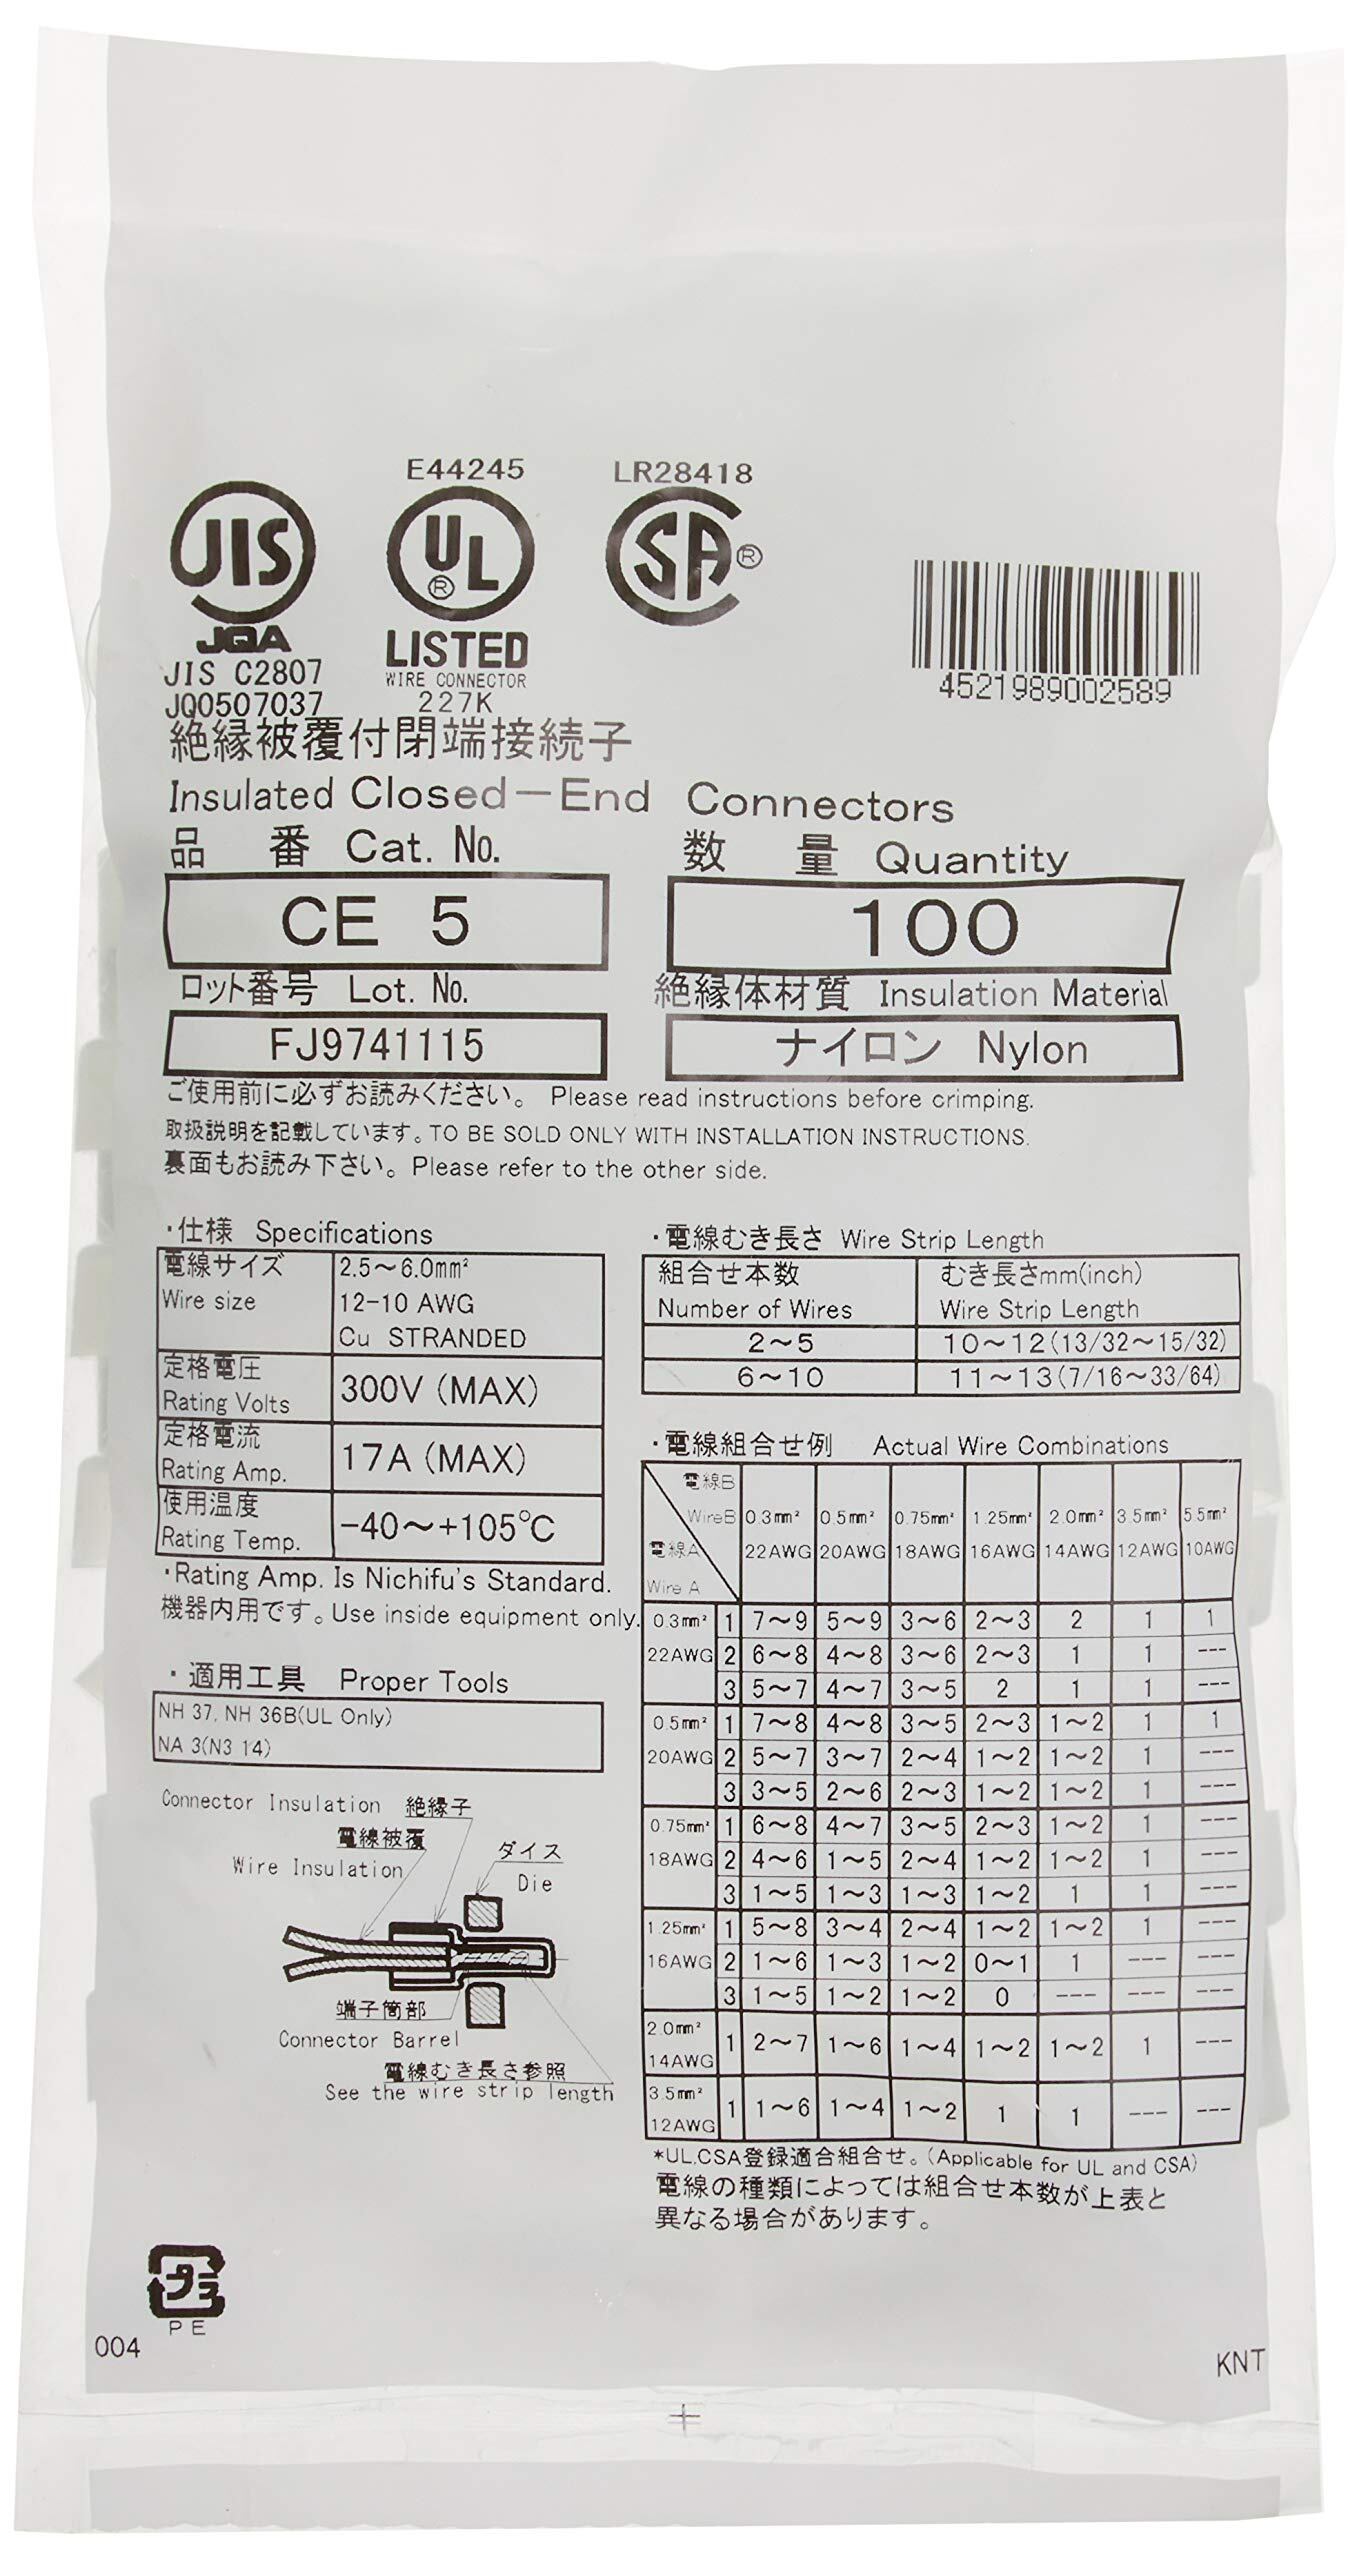 E44245 LR28418
JIS UL ® SA ®
JQA LISTED
JIS C2807 WIRE CONNECTOR
JQ0507037 227K
4521989002589
絶縁被覆付閉端接続子
Insulated Closed-End Connectors
品 番 Cat. No. 数 量 Quantity
CE 5 100
ロット番号 Lot. No. 絶縁体材質 Insulation Material
FJ9741115 ナイロン Nylon
ご使用前に必ずお読みください。 Please read instructions before crimping.
取扱説明を記載しています。TO BE SOLD ONLY WITH INSTALLATION INSTRUCTIONS.
裏面もお読み下さい。Please refer to the other side.
・仕様 Specifications
電線サイズ 2.5～6.0mm²
Wire size 12-10 AWG
Cu STRANDED
定格電圧
Rating Volts 300V (MAX)
定格電流
Rating Amp. 17A (MAX)
使用温度
Rating Temp. -40～+105℃
・Rating Amp. Is Nichifu's Standard.
機器内用です。Use inside equipment only.
・適用工具 Proper Tools
NH 37, NH 36B(UL Only)
NA 3(N3 14)
Connector Insulation 絶縁子
電線被覆
Wire Insulation
ダイス
Die
端子筒部
Connector Barrel
電線むき長さ参照
See the wire strip length
・電線むき長さ Wire Strip Length
組合せ本数 むき長さmm(inch)
Number of Wires Wire Strip Length
2～5 10～12(13/32～15/32)
6～10 11～13(7/16～33/64)
・電線組合せ例 Actual Wire Combinations
電線B
WireB 0.3mm² 0.5mm² 0.75mm² 1.25mm² 2.0mm² 3.5mm² 5.5mm²
電線A 22AWG 20AWG 18AWG 16AWG 14AWG 12AWG 10AWG
Wire A
0.3mm² 1 7～9 5～9 3～6 2～3 2 1 1
22AWG 2 6～8 4～8 3～6 2～3 1 1 ---
3 5～7 4～7 3～5 2 1 1 ---
0.5mm² 1 7～8 4～8 3～5 2～3 1～2 1 1
20AWG 2 5～7 3～7 2～4 1～2 1～2 1 ---
3 3～5 2～6 2～3 1～2 1～2 1 ---
0.75mm² 1 6～8 4～7 3～5 2～3 1～2 1 ---
18AWG 2 4～6 1～5 2～4 1～2 1～2 1 ---
3 1～5 1～3 1～3 1～2 1 1 ---
1.25mm² 1 5～8 3～4 2～4 1～2 1～2 1 ---
16AWG 2 1～6 1～3 1～2 0～1 1 --- ---
3 1～5 1～2 1～2 0 --- --- ---
2.0mm²
14AWG 1 2～7 1～6 1～4 1～2 1～2 1 ---
3.5mm²
12AWG 1 1～6 1～4 1～2 1 1 --- ---
*UL,CSA登録適合組合せ。(Applicable for UL and CSA)
電線の種類によっては組合せ本数が上表と
異なる場合があります。
プラ
PE
004
KNT